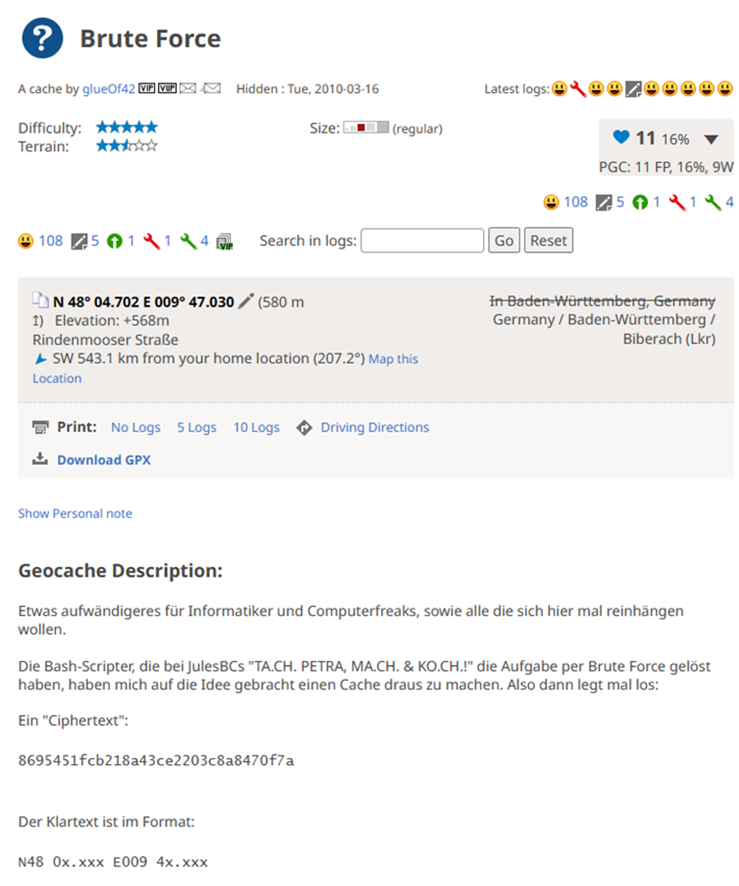 Brute Force
A cache by glueOf42 VIP VUP Hidden : Tue, 2010-03-16 Latest logs:
Difficulty:
Terrain:
Size: (regular)
11 16%
PGC: 11 FP, 16%, 9W
108 5 1 1 4
108 5 1 1 4 VIP Search in logs: Go Reset
N 48° 04.702 E 009° 47.030 (580 m
Elevation: +568m
Rindenmooser Straße
SW 543.1 km from your home location (207.2°) Map this
Location
In Baden-Württemberg, Germany
Germany / Baden-Württemberg /
Biberach (Lkr)
Print: No Logs 5 Logs 10 Logs Driving Directions
Download GPX
Show Personal note
Geocache Description:
Etwas aufwändigeres für Informatiker und Computerfreaks, sowie alle die sich hier mal reinhängen
wollen.
Die Bash-Scripter, die bei JulesBCs "TA.CH. PETRA, MA.CH. & KO.CH.!" die Aufgabe per Brute Force gelöst
haben, haben mich auf die Idee gebracht einen Cache draus zu machen. Also dann legt mal los:
Ein "Ciphertext":
8695451fcb218a43ce2203c8a8470f7a
Der Klartext ist im Format:
N48 0x.xxx E009 4x.xxx